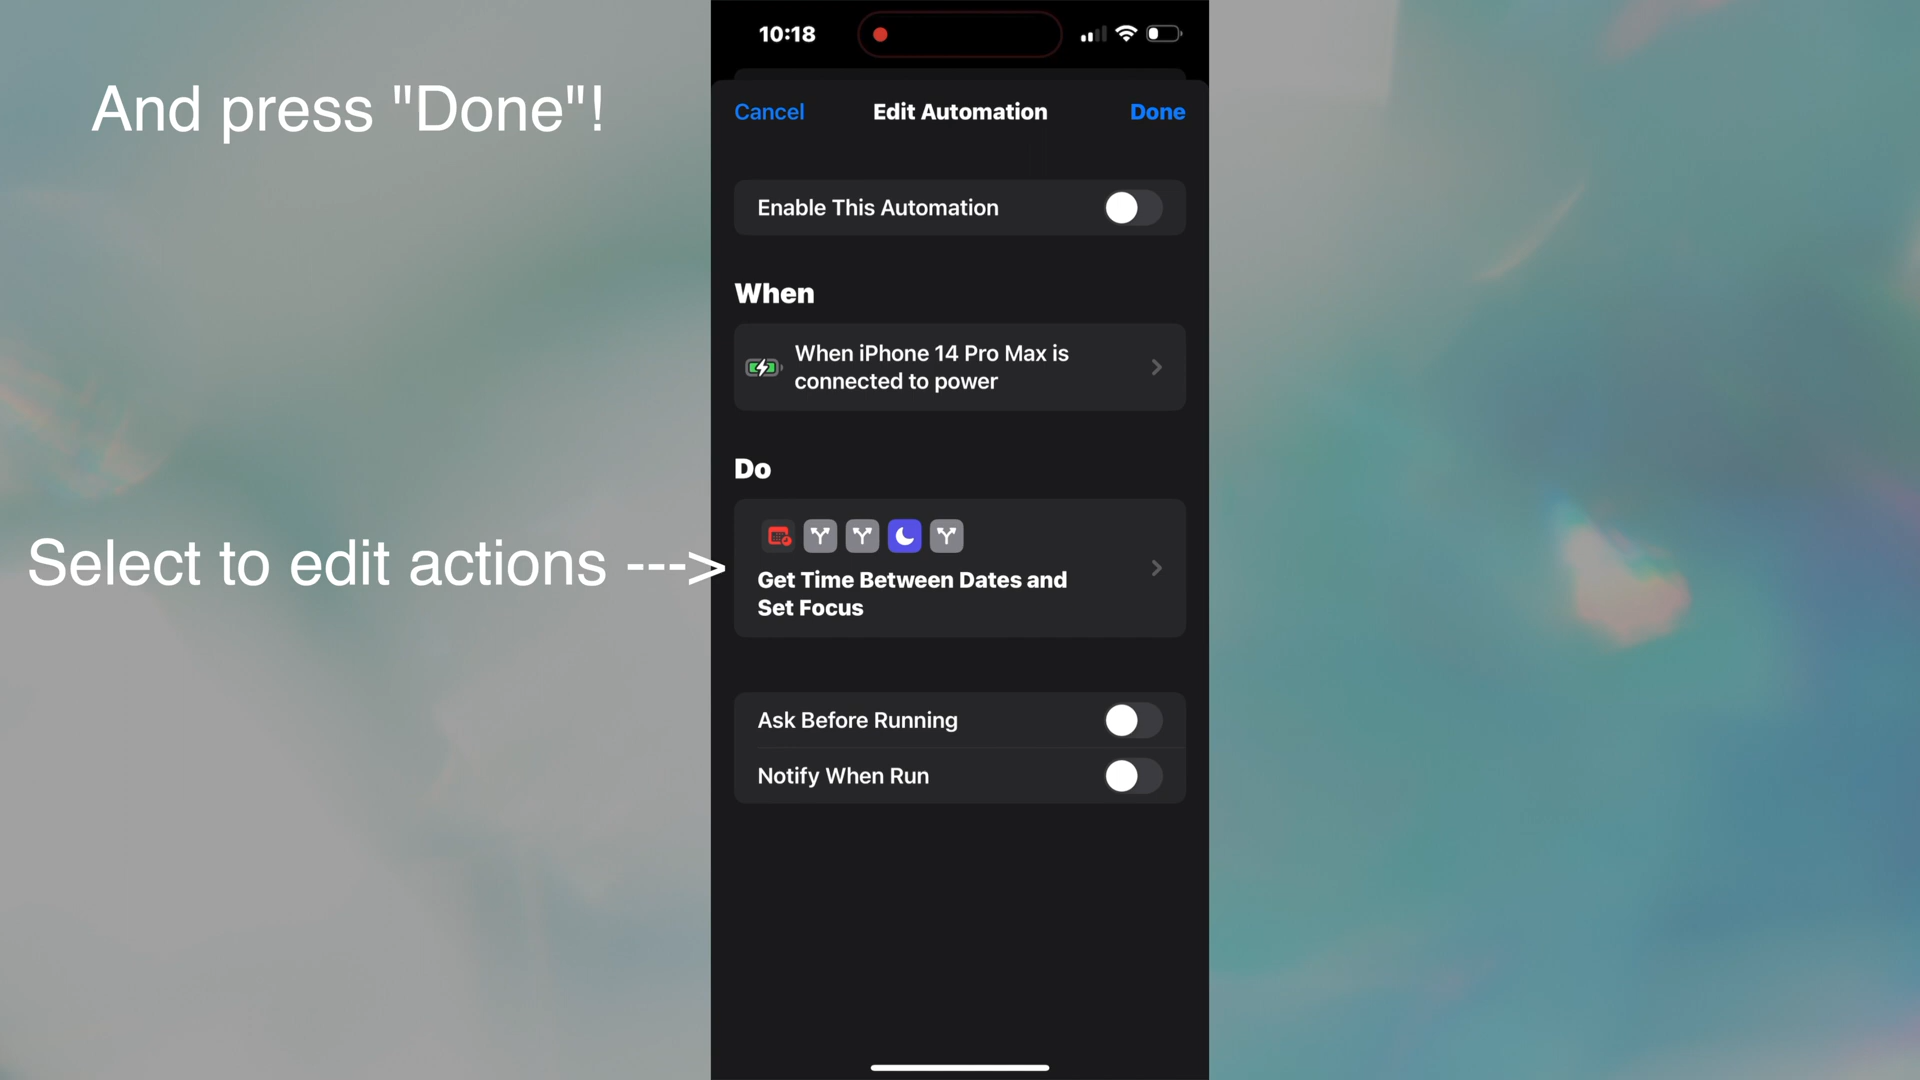 10:18
And press "Done"!
Cancel
Edit Automation
Done
Enable This Automation
When
When iPhone 14 Pro Max is
connected to power
Do
Select to edit actions --->
Get Time Between Dates and
Set Focus
Ask Before Running
Notify When Run